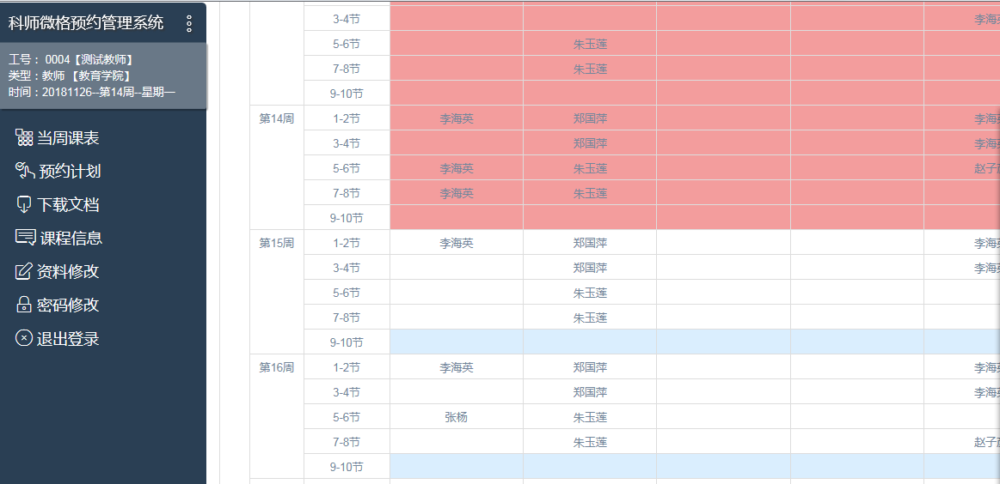 科师微格预约管理系统
工号： 0004【测试教师】
类型：教师 【教育学院】
时间：20181126--第14周--星期一
当周课表
预约计划
下载文档
课程信息
资料修改
密码修改
退出登录
3-4节 李海
5-6节 朱玉莲
7-8节 朱玉莲
9-10节
第14周 1-2节 李海英 郑国萍 李海
3-4节 郑国萍 李海
5-6节 李海英 朱玉莲 赵子
7-8节 李海英 朱玉莲
9-10节
第15周 1-2节 李海英 郑国萍 李海
3-4节 郑国萍 李海
5-6节 朱玉莲
7-8节 朱玉莲
9-10节
第16周 1-2节 李海英 郑国萍 李海
3-4节 郑国萍 李海
5-6节 张杨 朱玉莲
7-8节 朱玉莲 赵子
9-10节